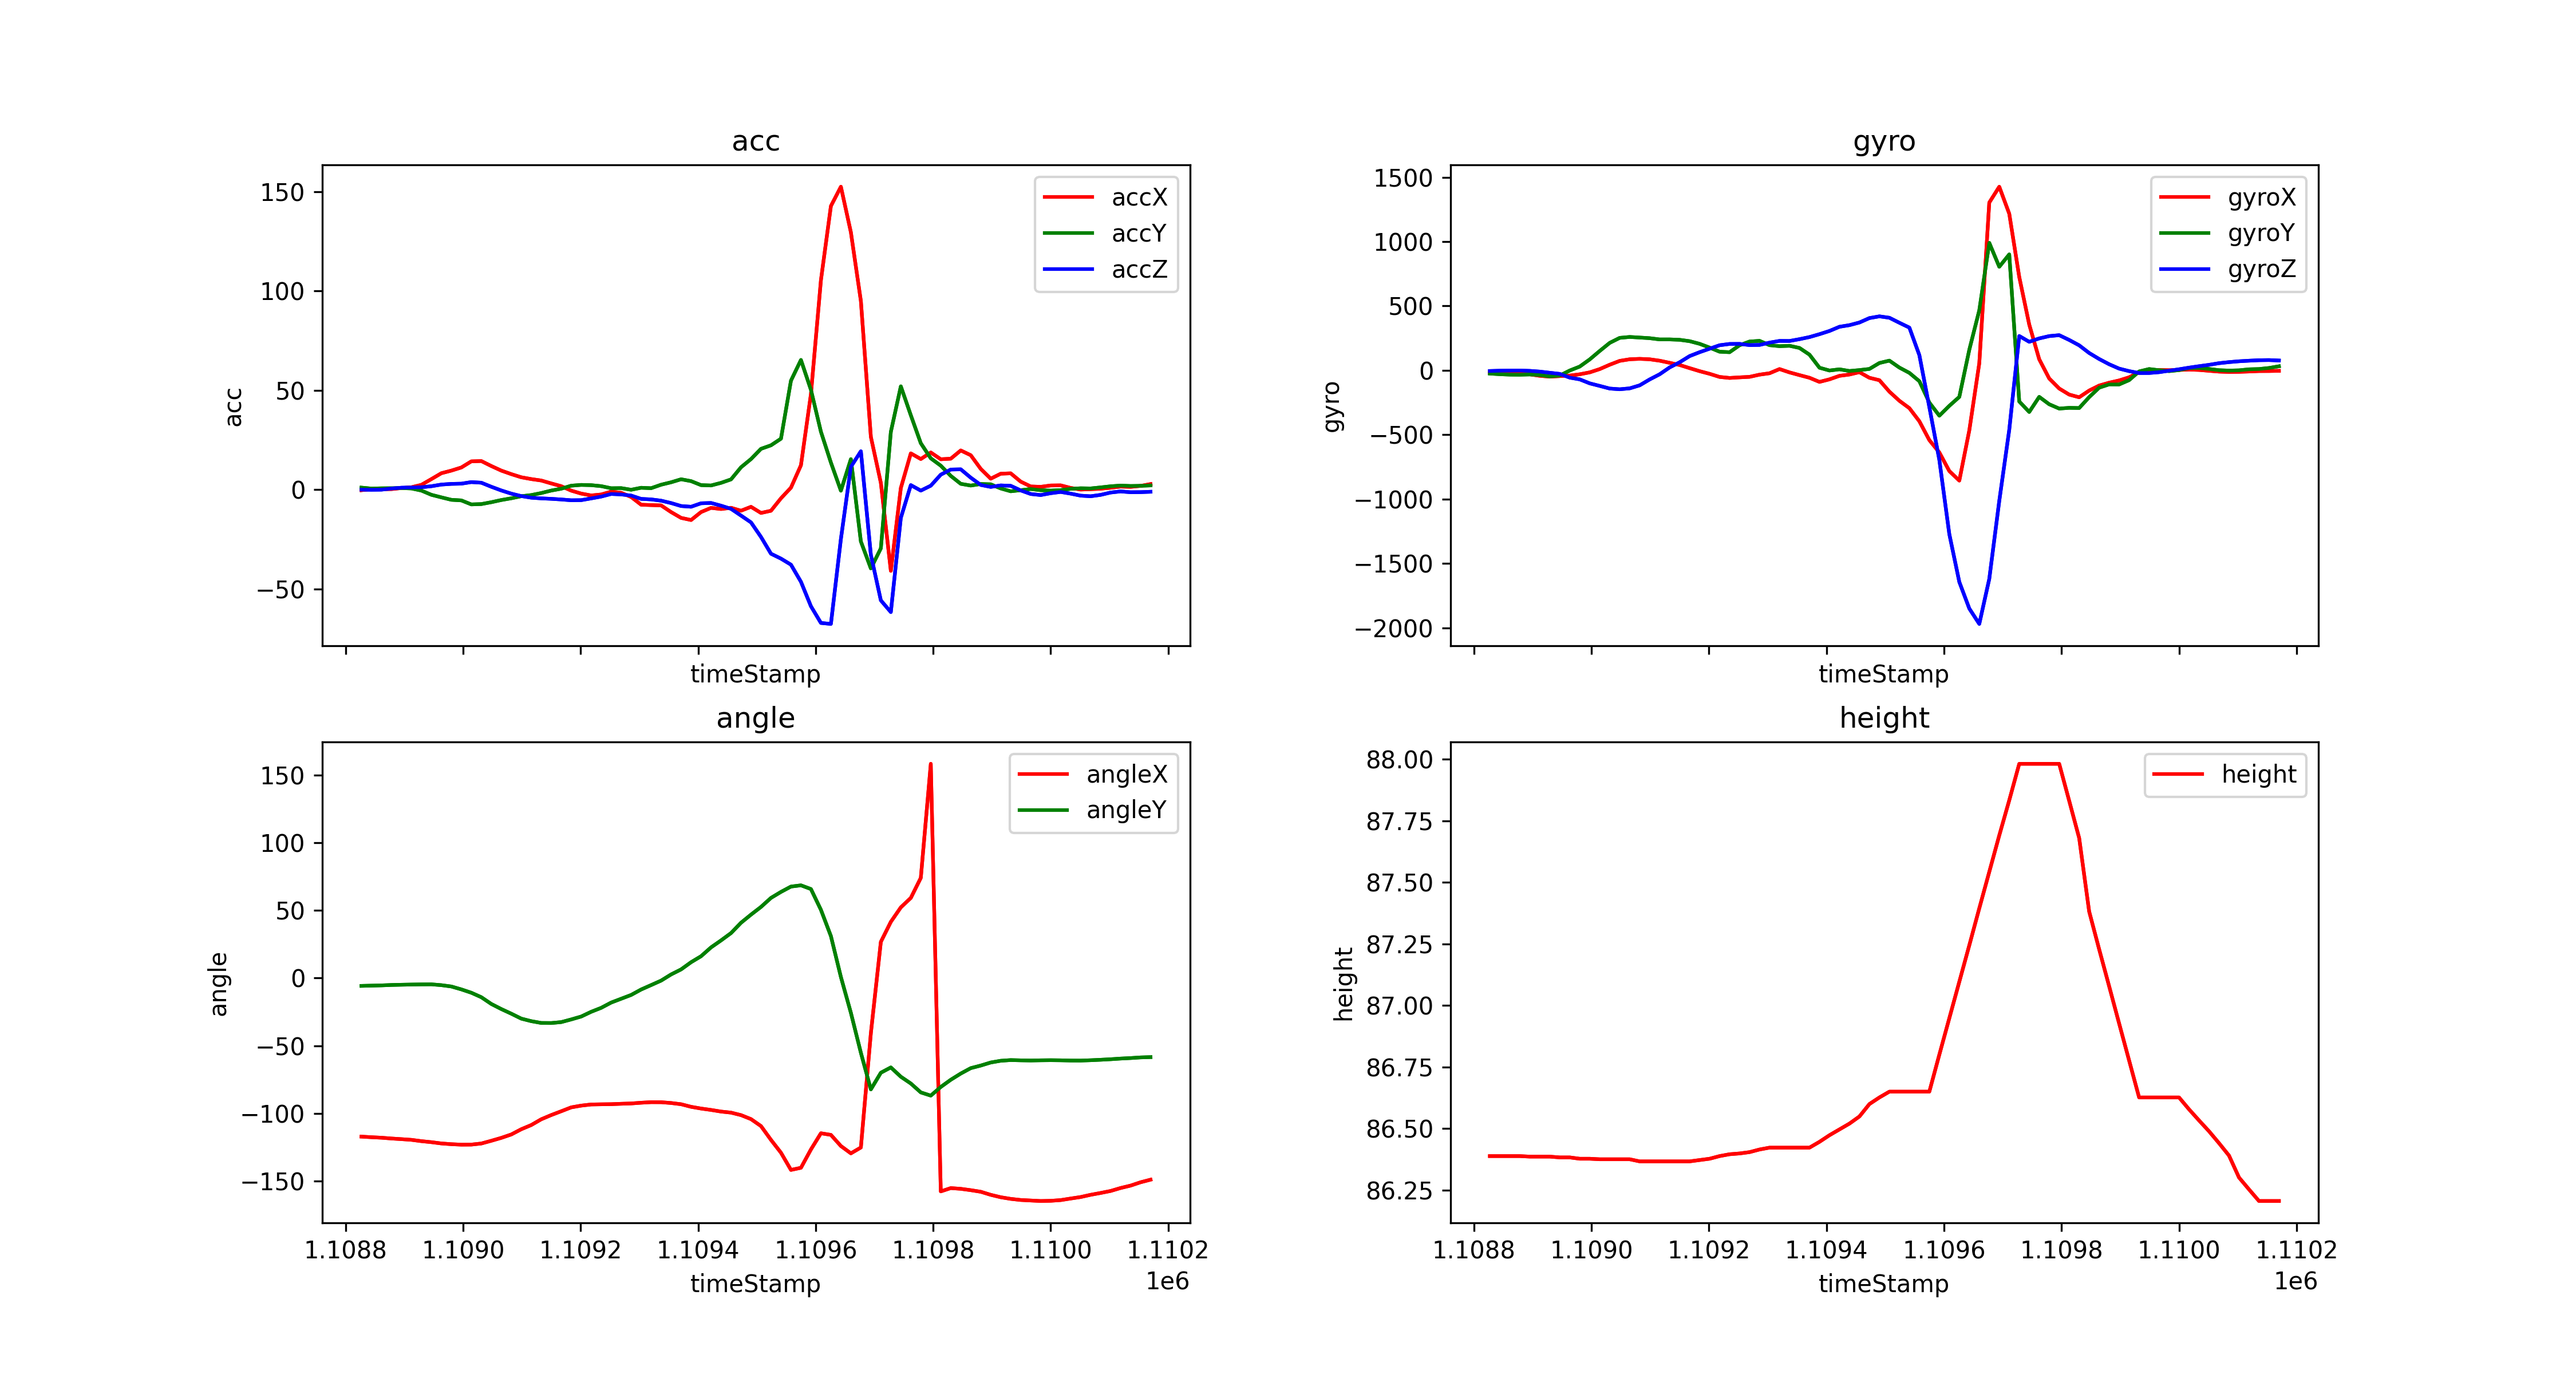 acc
150
100
50
0
−50
acc
timeStamp
accX
accY
accZ
gyro
1500
1000
500
0
−500
−1000
−1500
−2000
gyro
timeStamp
gyroX
gyroY
gyroZ
angle
150
100
50
0
−50
−100
−150
angle
1.1088 1.1090 1.1092 1.1094 1.1096 1.1098 1.1100 1.1102
timeStamp
1e6
angleX
angleY
height
88.00
87.75
87.50
87.25
87.00
86.75
86.50
86.25
height
1.1088 1.1090 1.1092 1.1094 1.1096 1.1098 1.1100 1.1102
timeStamp
1e6
height